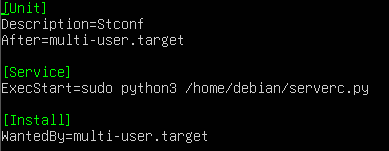 [Unit]
Description=Stconf
After=multi-user.target
[Service]
ExecStart=sudo python3 /home/debian/serverc.py
[Install]
WantedBy=multi-user.target